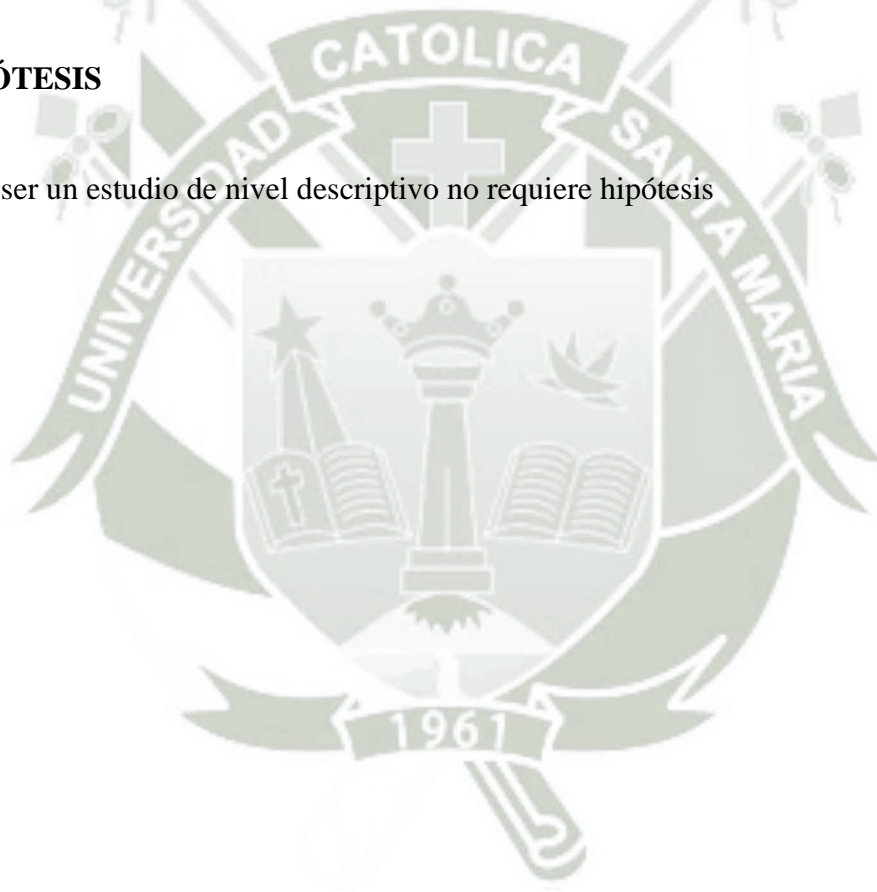 ÓTESIS
ser un estudio de nivel descriptivo no requiere hipótesis
UNIVERSIDAD CATOLICA SANTA MARIA
1961